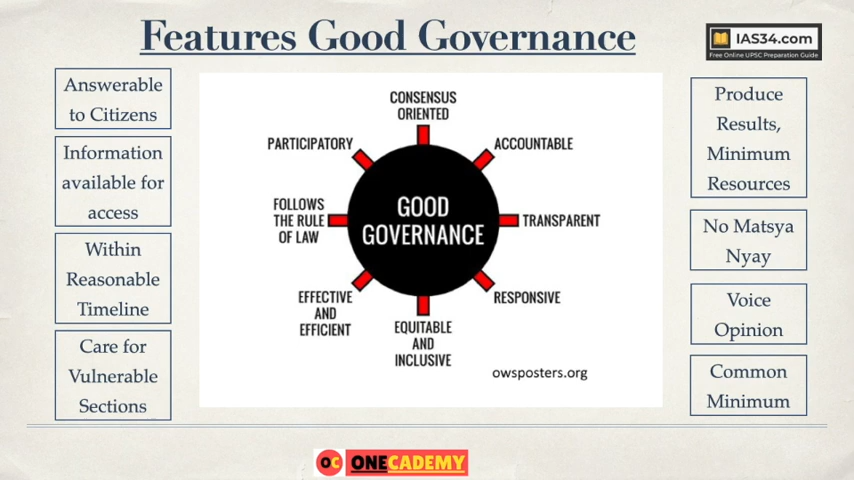 Features Good Governance
IAS34.com
Free Online UPSC Preparation Guide
Answerable
to Citizens
Information
available for
access
Within
Reasonable
Timeline
Care for
Vulnerable
Sections
CONSENSUS
ORIENTED
PARTICIPATORY
ACCOUNTABLE
FOLLOWS
THE RULE
OF LAW
GOOD
GOVERNANCE
TRANSPARENT
EFFECTIVE
AND
EFFICIENT
RESPONSIVE
EQUITABLE
AND
INCLUSIVE
owsposters.org
Produce
Results,
Minimum
Resources
No Matsya
Nyay
Voice
Opinion
Common
Minimum
OC ONECADEMY